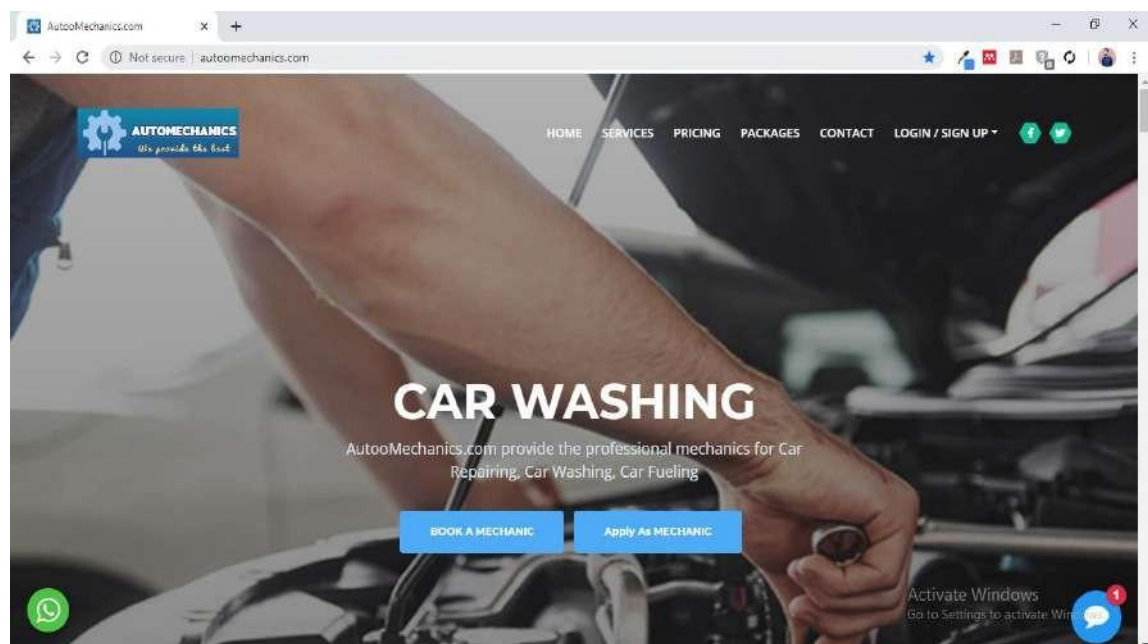 AutooMechanics.com
Not secure | autoomechanics.com
AUTOMECHANICS
We provide the best
HOME SERVICES PRICING PACKAGES CONTACT LOGIN / SIGN UP
CAR WASHING
AutooMechanics.com provide the professional mechanics for Car
Repairing, Car Washing, Car Fueling
BOOK A MECHANIC Apply As MECHANIC
Activate Windows
Go to Settings to activate
1